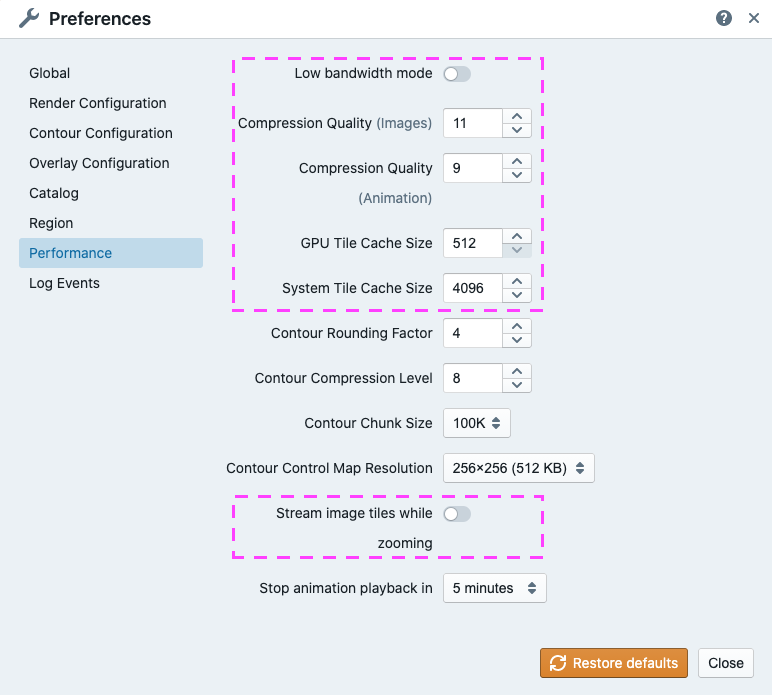 Preferences
Global
Render Configuration
Contour Configuration
Overlay Configuration
Catalog
Region
Performance
Log Events
Low bandwidth mode
Compression Quality (Images) 11
Compression Quality 9
(Animation)
GPU Tile Cache Size 512
System Tile Cache Size 4096
Contour Rounding Factor 4
Contour Compression Level 8
Contour Chunk Size 100K
Contour Control Map Resolution 256×256 (512 KB)
Stream image tiles while
zooming
Stop animation playback in 5 minutes
Restore defaults Close